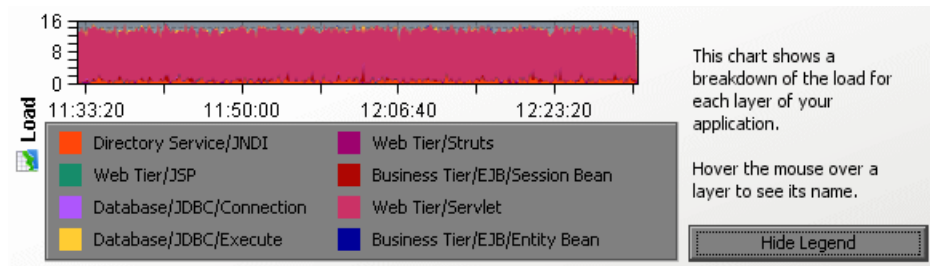 16
8
0
Load
11:33:20 11:50:00 12:06:40 12:23:20
Directory Service/JNDI
Web Tier/JSP
Database/JDBC/Connection
Database/JDBC/Execute
Web Tier/Struts
Business Tier/EJB/Session Bean
Web Tier/Servlet
Business Tier/EJB/Entity Bean
This chart shows a
breakdown of the load for
each layer of your
application.
Hover the mouse over a
layer to see its name.
Hide Legend